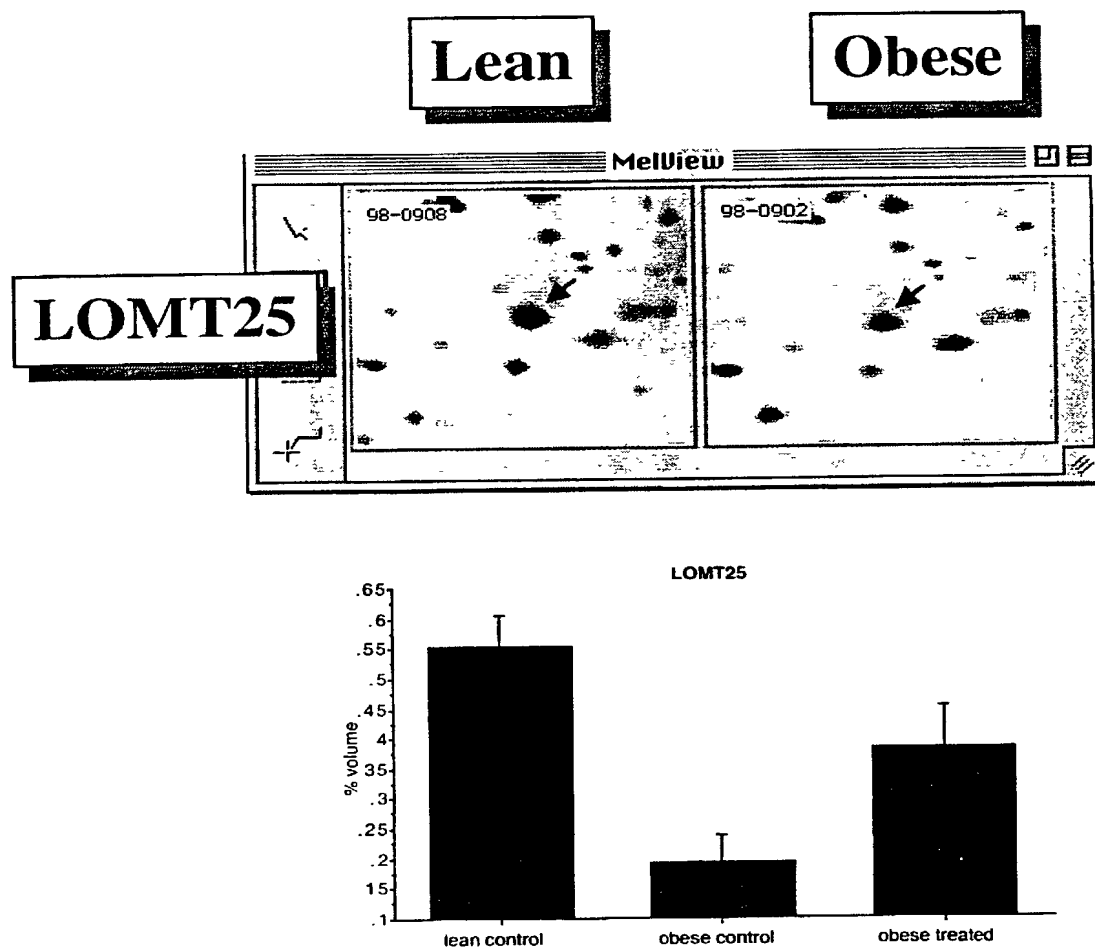 Lean
Obese
MelView
98-0908
98-0902
LOMT25
LOMT25
% volume
.65
.6
.55
.5
.45
.4
.35
.3
.25
.2
.15
.1
lean control
obese control
obese treated